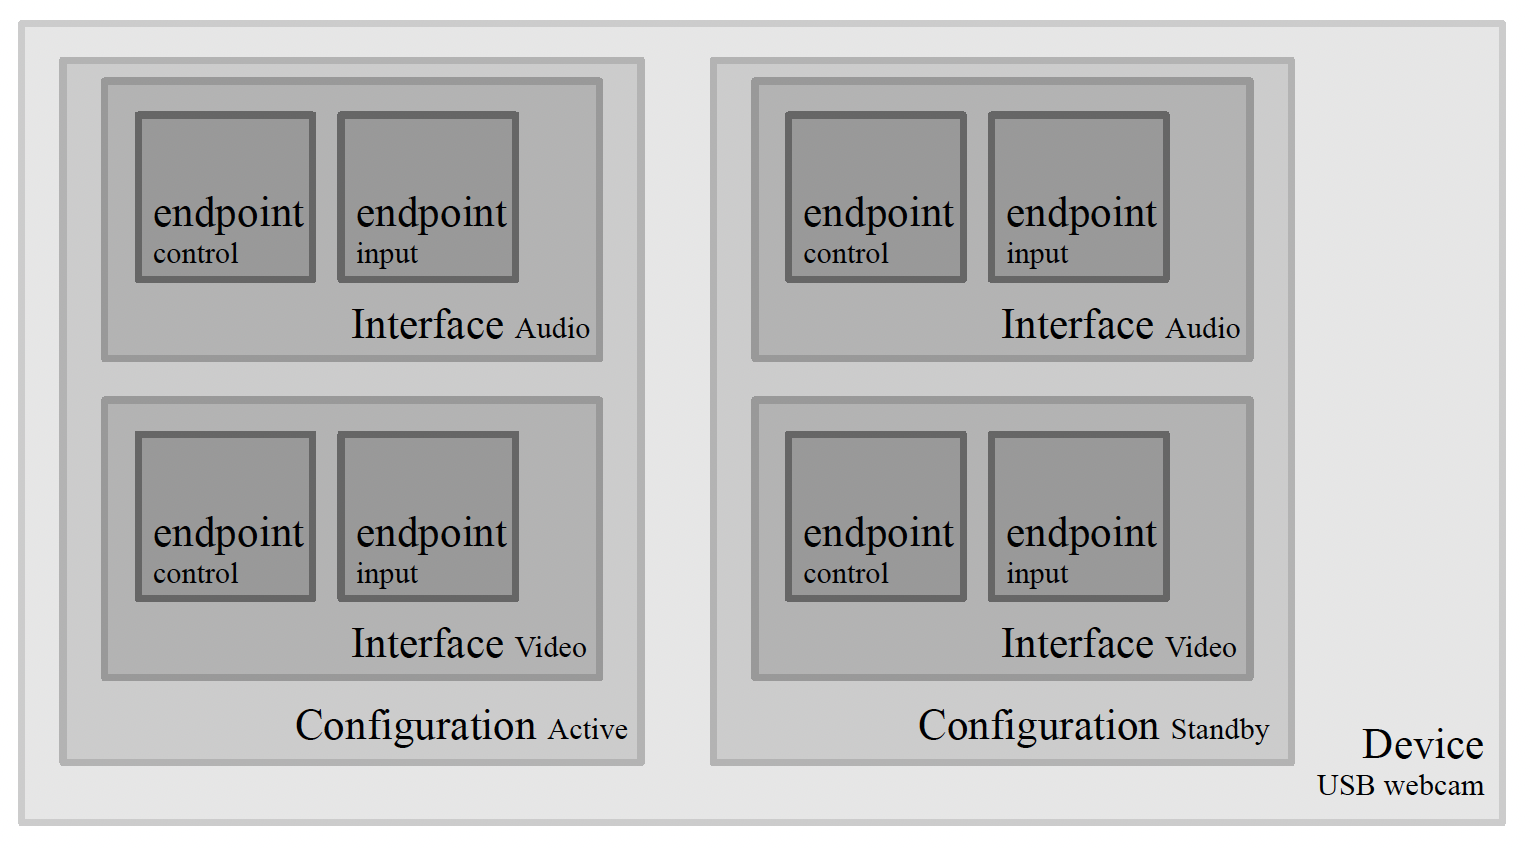 endpoint
control
endpoint
input
Interface Audio
endpoint
control
endpoint
input
Interface Video
Configuration Active
endpoint
control
endpoint
input
Interface Audio
endpoint
control
endpoint
input
Interface Video
Configuration Standby
Device
USB webcam